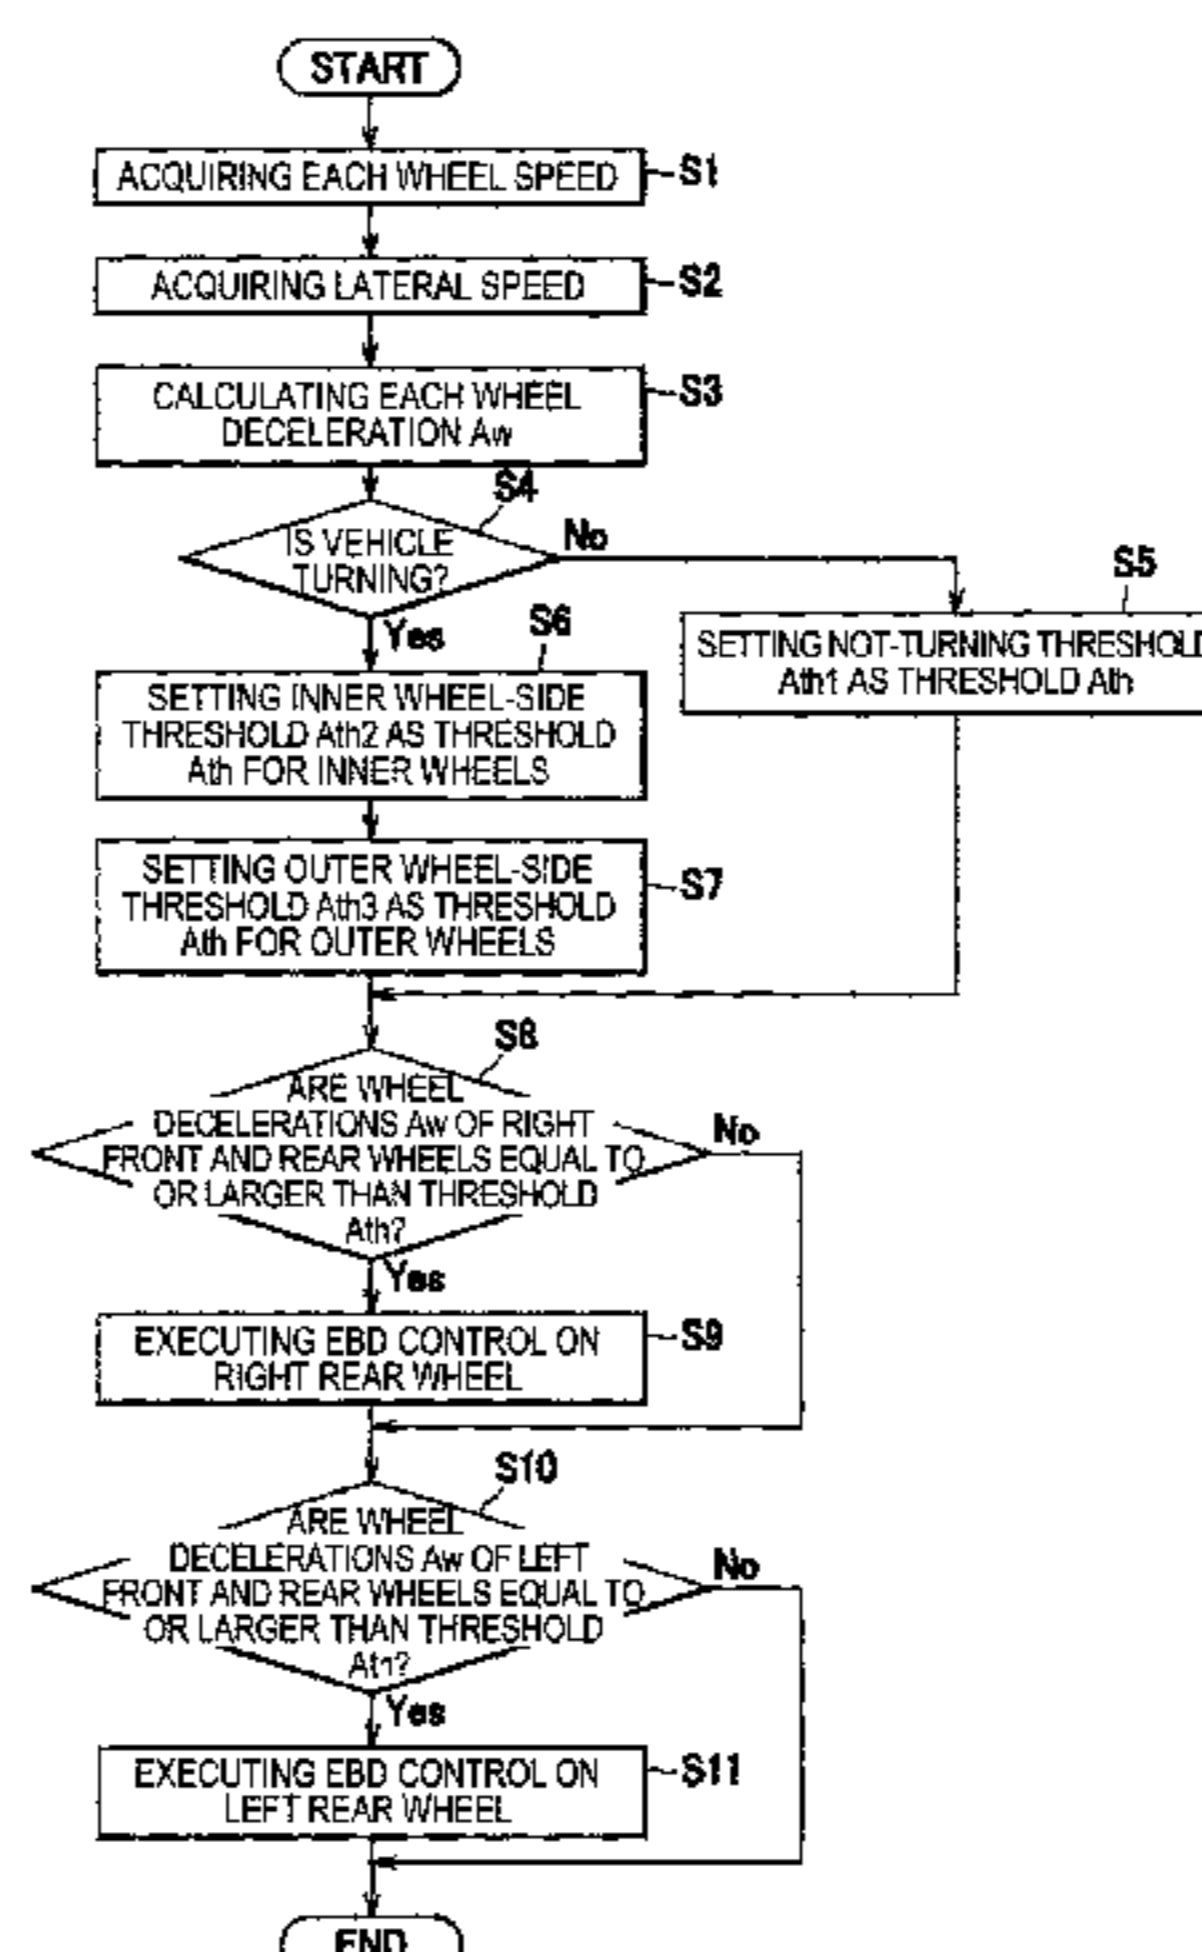 START
ACQUIRING EACH WHEEL SPEED
S1
ACQUIRING LATERAL SPEED
S2
CALCULATING EACH WHEEL
DECELERATION Aw
S3
S4
IS VEHICLE
TURNING?
No
Yes
S5
SETTING NOT-TURNING THRESHOLD
Ath1 AS THRESHOLD Ath
S6
SETTING INNER WHEEL-SIDE
THRESHOLD Ath2 AS THRESHOLD
Ath FOR INNER WHEELS
SETTING OUTER WHEEL-SIDE
THRESHOLD Ath3 AS THRESHOLD
Ath FOR OUTER WHEELS
S7
S8
ARE WHEEL
DECELERATIONS Aw OF RIGHT
FRONT AND REAR WHEELS EQUAL TO
OR LARGER THAN THRESHOLD
Ath?
No
Yes
EXECUTING EBD CONTROL ON
RIGHT REAR WHEEL
S9
S10
ARE WHEEL
DECELERATIONS Aw OF LEFT
FRONT AND REAR WHEELS EQUAL TO
OR LARGER THAN THRESHOLD
Ath?
No
Yes
EXECUTING EBD CONTROL ON
LEFT REAR WHEEL
S11
END